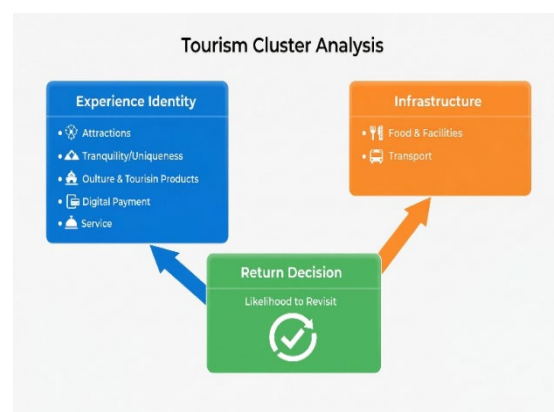 Tourism Cluster Analysis
Experience Identity
• Attractions
• Tranquility/Uniqueness
• Oulture & Tourisin Products
• Digital Payment
• Service
Infrastructure
• Food & Facilities
• Transport
Return Decision
Likelihood to Revisit